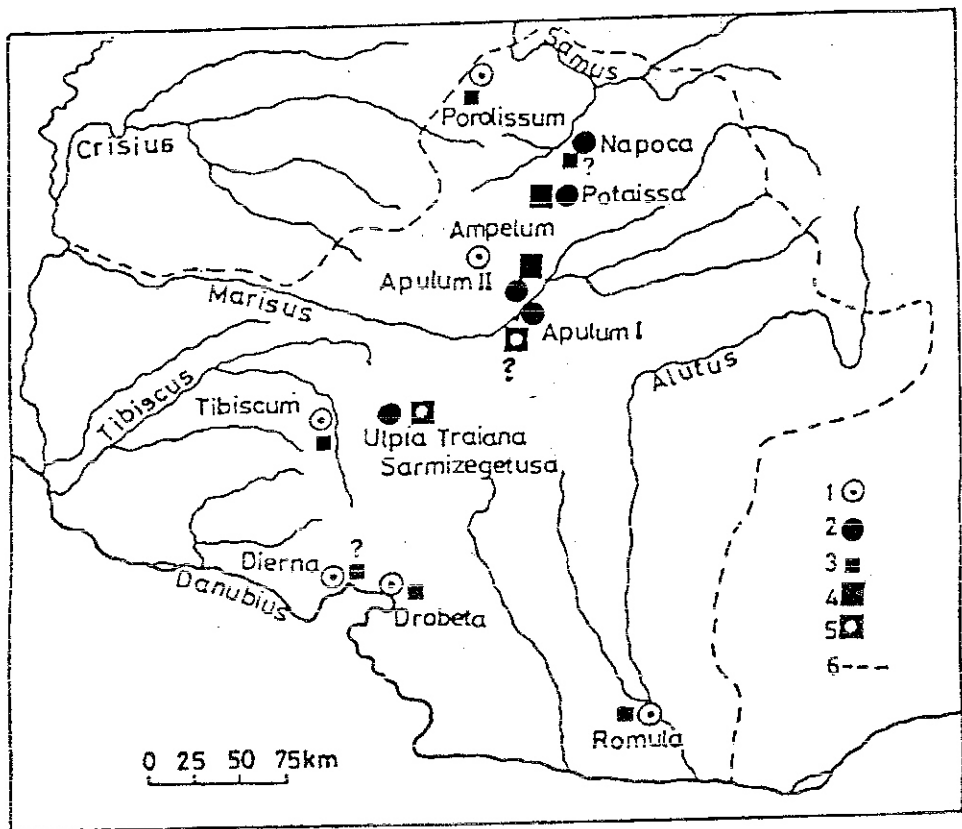 Samus
Porolissum
Crisius
Napoca
?
Potaissa
Ampelum
Apulum II
Marisus
Apulum I
?
Alutus
Tibiscus
Tibiscum
Ulpia Traiana
Sarmizegetusa
1
2
?
Dierna
3
Danubius
Drobeta
4
5
6
Romula
0 25 50 75km